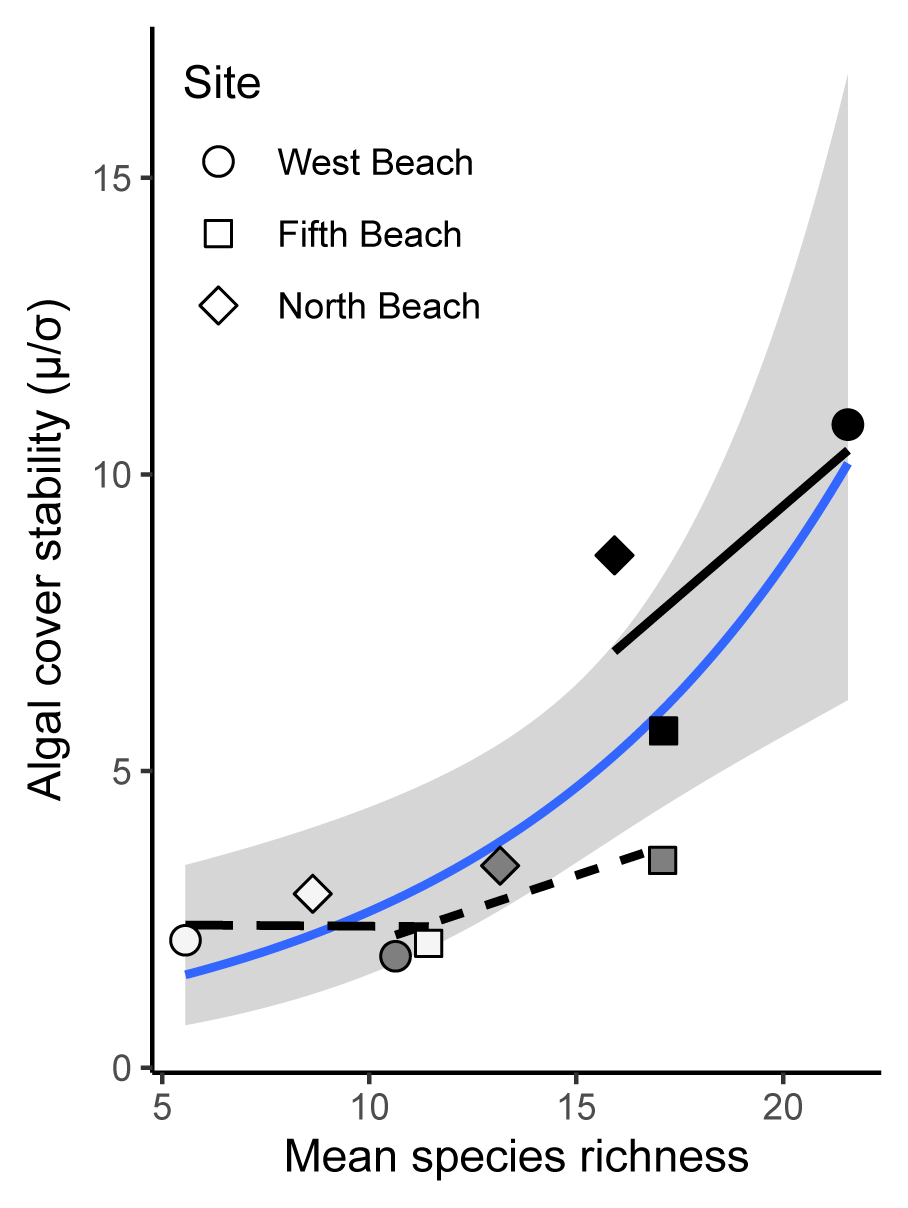 Site
West Beach
Fifth Beach
North Beach
Algal cover stability (μ/σ)
15
10
5
0
5 10 15 20
Mean species richness